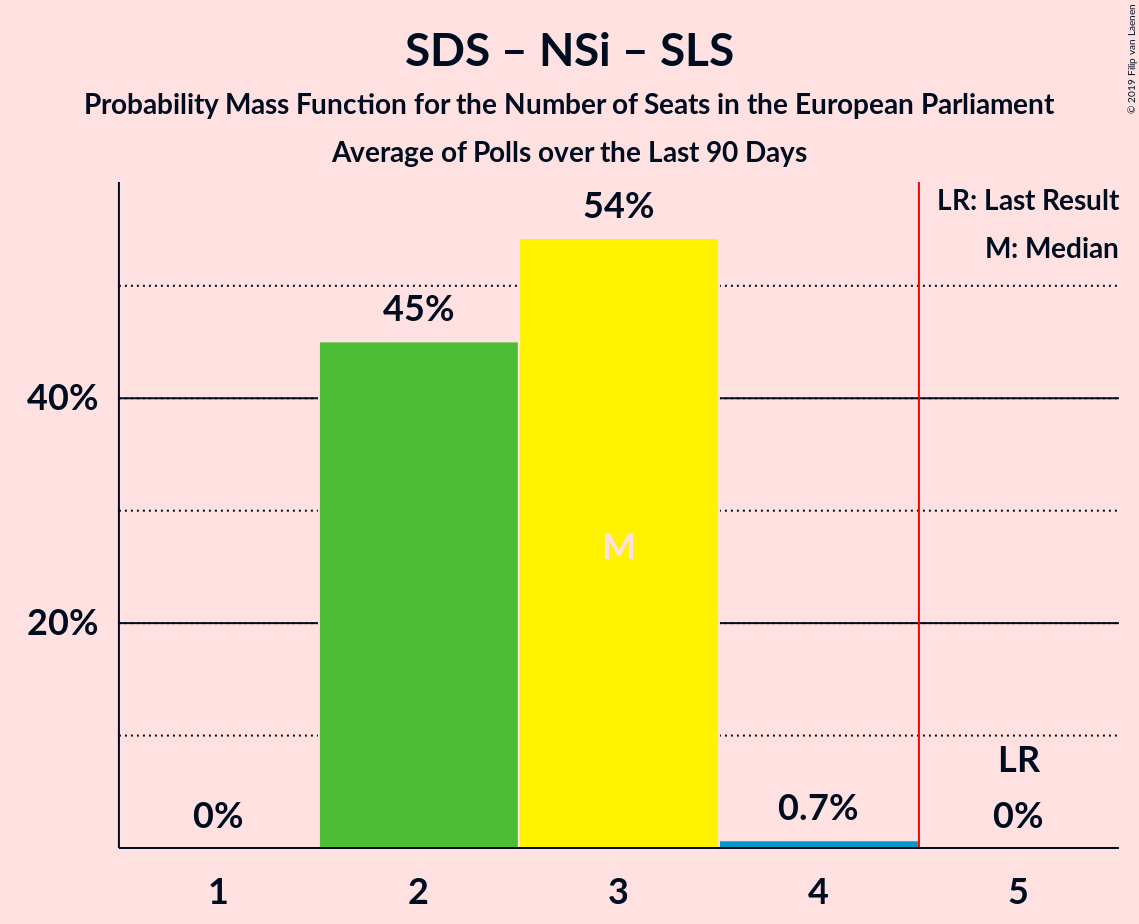 SDS – NSi – SLS
Probability Mass Function for the Number of Seats in the European Parliament
Average of Polls over the Last 90 Days
© 2019 Filip van Laenen
LR: Last Result
M: Median
54%
45%
40%
M
20%
LR
0%
0.7%
0%
1
2
3
4
5